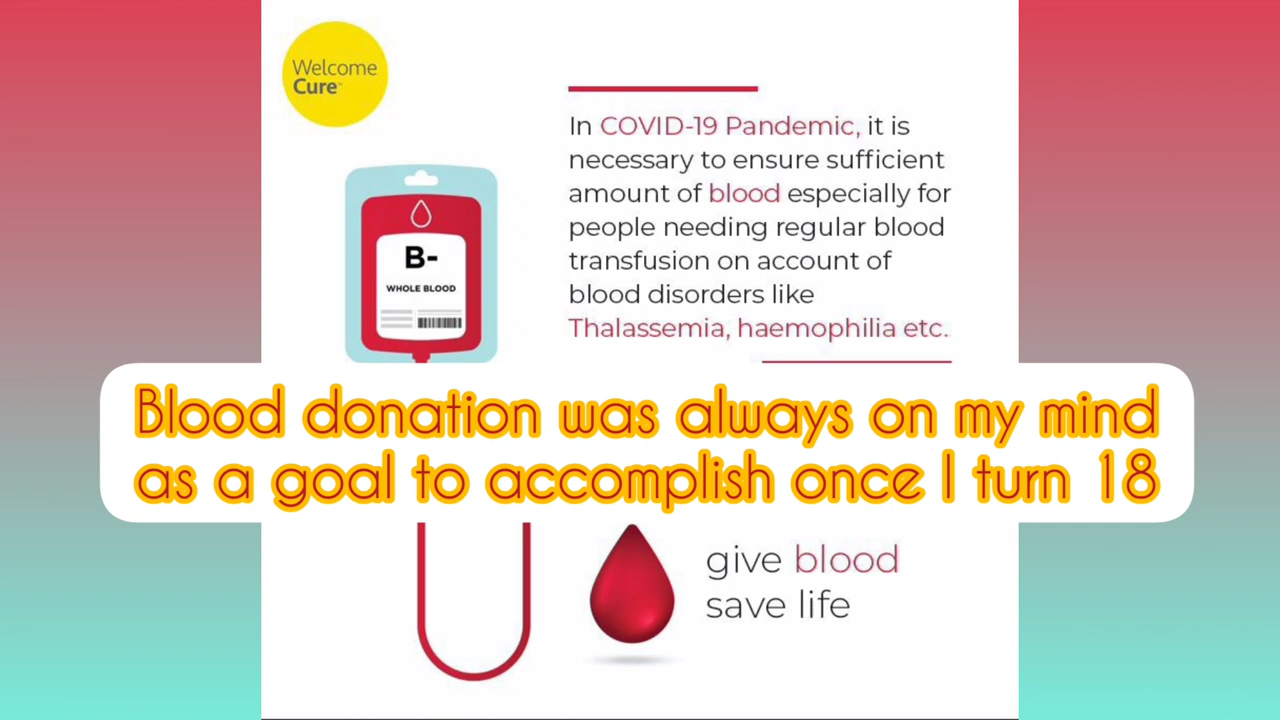 Welcome
Cure™
In COVID-19 Pandemic, it is
necessary to ensure sufficient
amount of blood especially for
people needing regular blood
transfusion on account of
blood disorders like
Thalassemia, haemophilia etc.
B-
WHOLE BLOOD
Blood donation was always on my mind
as a goal to accomplish once I turn 18
give blood
save life